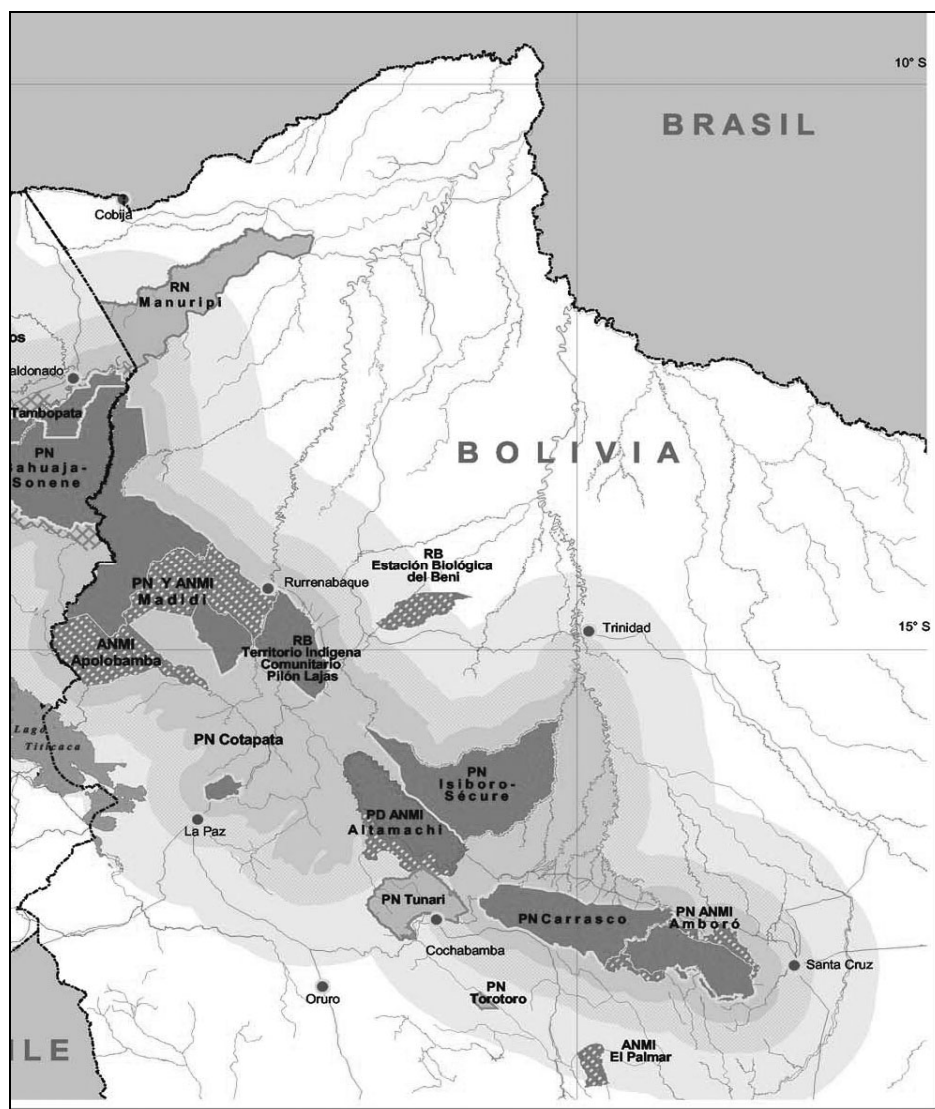 10° S
BRASIL
Cobija
RN
Manuripi
os
aldonado
Tambopata
PN
ahuaja-
Sonene
BOLIVIA
RB
Estación Biológica
del Beni
PN Y ANMI
Madidi
Rurrenabaque
Trinidad
15° S
ANMI
Apolobamba
RB
Territorio Indigena
Comunitario
Pilón Lajas
Lago
Titicaca
PN Cotapata
PN
Isiboro-
Sécure
PD ANMI
Altamachi
La Paz
PN Tunari
PN Carrasco
PN ANMI
Amboró
Cochabamba
Santa Cruz
Oruro
PN
Torotoro
ILE
ANMI
El Palmar